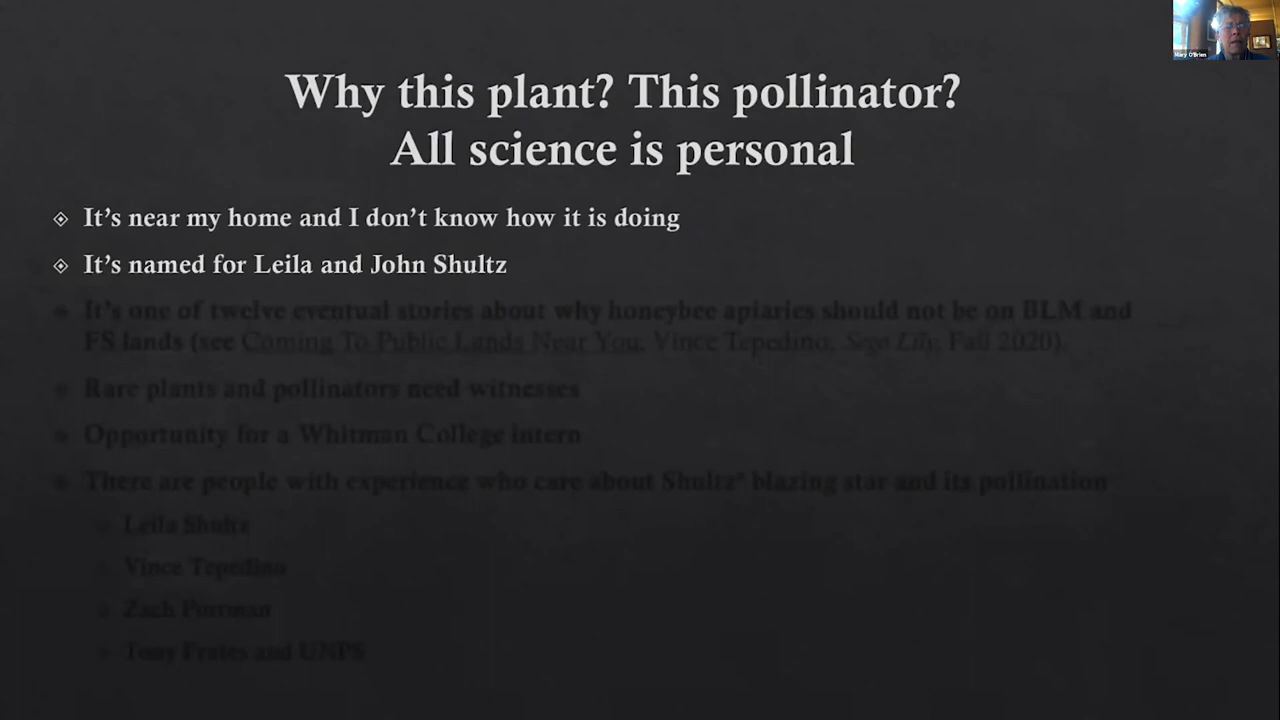 Mary O'Brien
Why this plant? This pollinator?
All science is personal
It's near my home and I don't know how it is doing
It's named for Leila and John Shultz
It's one of twelve eventual stories about why honeybee apiaries should not be on BLM and
FS lands (see Coming To Public Lands Near You, Vince Tepedino, Sego Lily, Fall 2020)
Rare plants and pollinators need witnesses
Opportunity for a Whitman College intern
There are people with experience who care about Shultz' blazing star and its pollination
Leila Shultz
Vince Tepedino
Zach
Tony Frates and UNPS